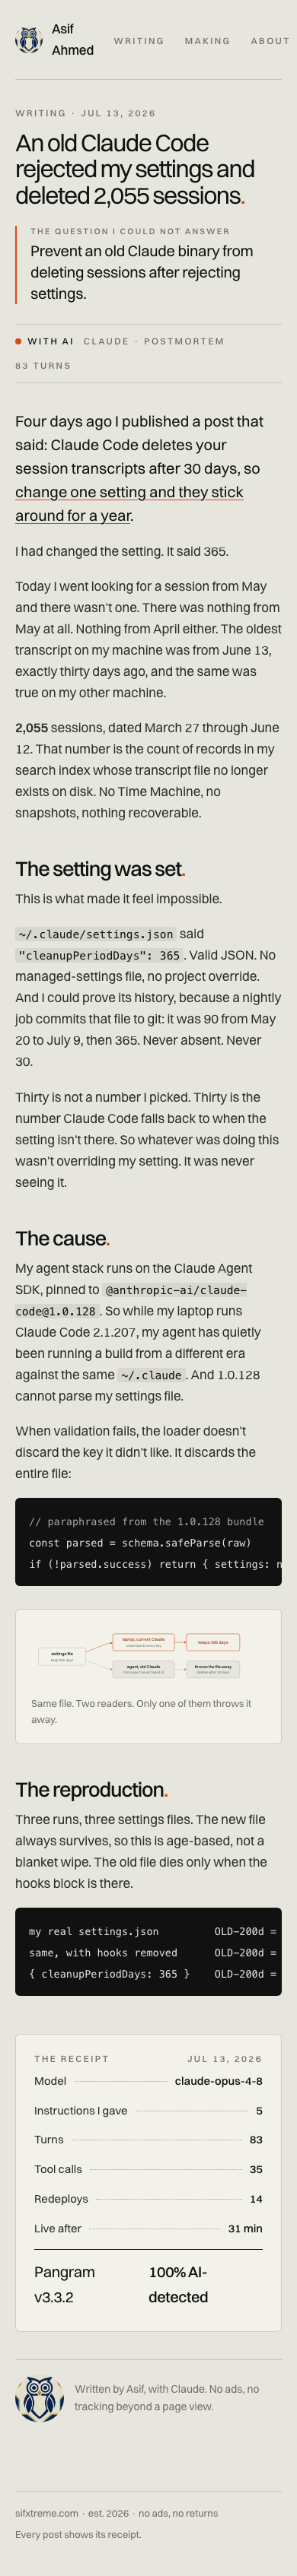 Asif
Ahmed
WRITING MAKING ABOUT
WRITING · JUL 13, 2026
An old Claude Code
rejected my settings and
deleted 2,055 sessions.
THE QUESTION I COULD NOT ANSWER
Prevent an old Claude binary from
deleting sessions after rejecting
settings.
WITH AI CLAUDE · POSTMORTEM
83 TURNS
Four days ago I published a post that
said: Claude Code deletes your
session transcripts after 30 days, so
change one setting and they stick
around for a year.
I had changed the setting. It said 365.
Today I went looking for a session from May
and there wasn't one. There was nothing from
May at all. Nothing from April either. The oldest
transcript on my machine was from June 13,
exactly thirty days ago, and the same was
true on my other machine.
2,055 sessions, dated March 27 through June
12. That number is the count of records in my
search index whose transcript file no longer
exists on disk. No Time Machine, no
snapshots, nothing recoverable.
The setting was set.
This is what made it feel impossible.
~/.claude/settings.json said
"cleanupPeriodDays": 365. Valid JSON. No
managed-settings file, no project override.
And I could prove its history, because a nightly
job commits that file to git: it was 90 from May
20 to July 9, then 365. Never absent. Never
30.
Thirty is not a number I picked. Thirty is the
number Claude Code falls back to when the
setting isn't there. So whatever was doing this
wasn't overriding my setting. It was never
seeing it.
The cause.
My agent stack runs on the Claude Agent
SDK, pinned to @anthropic-ai/claude-
code@1.0.128. So while my laptop runs
Claude Code 2.1.207, my agent has quietly
been running a build from a different era
against the same ~/.claude. And 1.0.128
cannot parse my settings file.
When validation fails, the loader doesn't
discard the key it didn't like. It discards the
entire file:
// paraphrased from the 1.0.128 bundle
const parsed = schema.safeParse(raw)
if (!parsed.success) return { settings: n
settings file
laptop, current Claude
keeps 365 days
agent, old Claude
throws the file away
Same file. Two readers. Only one of them throws it
away.
The reproduction.
Three runs, three settings files. The new file
always survives, so this is age-based, not a
blanket wipe. The old file dies only when the
hooks block is there.
my real settings.json OLD-200d =
same, with hooks removed OLD-200d =
{ cleanupPeriodDays: 365 } OLD-200d =
THE RECEIPT JUL 13, 2026
Model claude-opus-4-8
Instructions I gave 5
Turns 83
Tool calls 35
Redeploys 14
Live after 31 min
Pangram v3.3.2 100% AI-detected
Written by Asif, with Claude. No ads, no
tracking beyond a page view.
sifxtreme.com · est. 2026 · no ads, no returns
Every post shows its receipt.